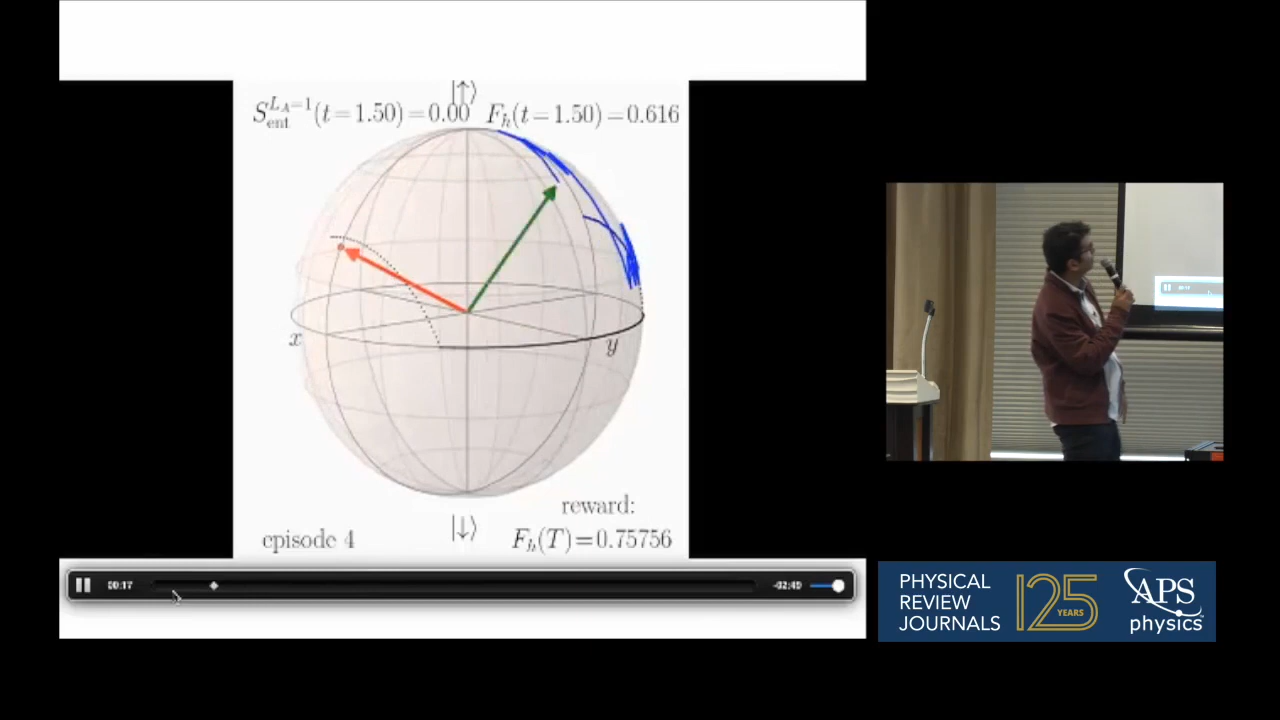 |↑⟩
S_ent^{L_A=1}(t=1.50)=0.00 F_h(t=1.50)=0.616
x
y
reward:
|↓⟩
episode 4 F_h(T)=0.75756
00:17 -02:49
PHYSICAL
REVIEW
JOURNALS
125
YEARS
APS
physics